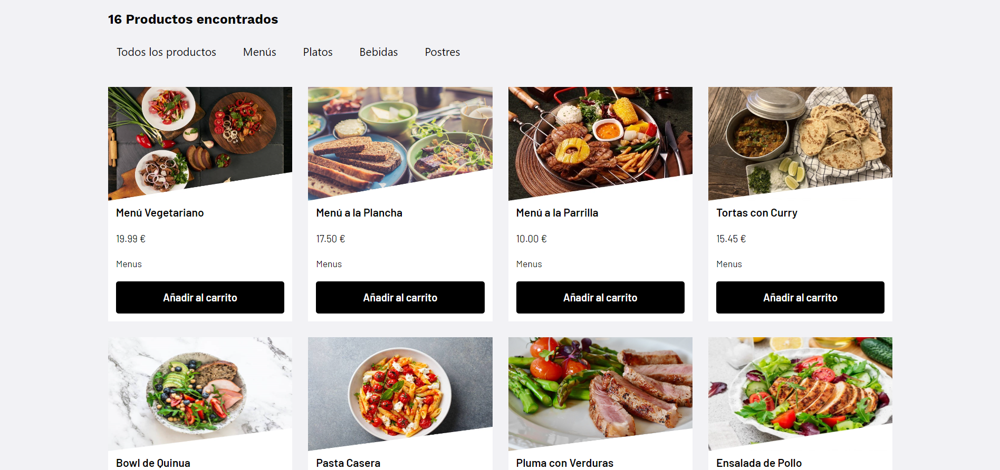 16 Productos encontrados
Todos los productos Menús Platos Bebidas Postres
Menú Vegetariano
19.99 €
Menus
Añadir al carrito
Menú a la Plancha
17.50 €
Menus
Añadir al carrito
Menú a la Parrilla
10.00 €
Menus
Añadir al carrito
Tortas con Curry
15.45 €
Menus
Añadir al carrito
Bowl de Quinua
Pasta Casera
Pluma con Verduras
Ensalada de Pollo